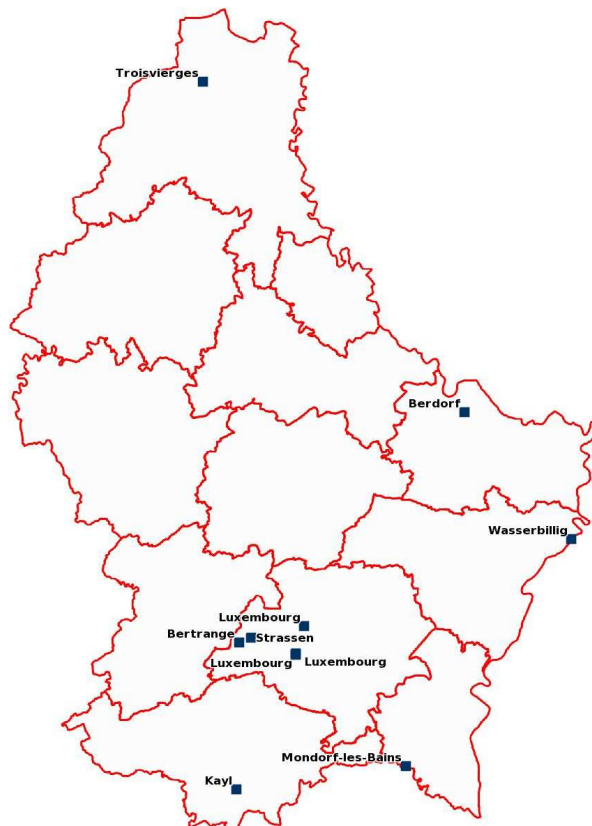 Troisvierges
Berdorf
Wasserbillig
Luxembourg
Bertrange
Strassen
Luxembourg
Luxembourg
Mondorf-les-Bains
Kayl